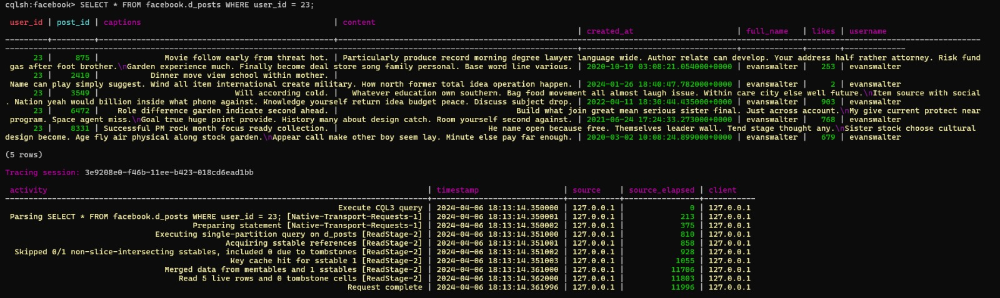 cqlsh:facebook> SELECT * FROM facebook.d_posts WHERE user_id = 23;
user_id | post_id | captions | content
| created_at | full_name | likes | username
---------+---------+--------------------------------------------------+---------------------------------------------------
---------------------------------------------------+---------------------------------+-------------+-------+-------------
23 | 875 | Movie follow early from threat hot. | Particularly produce record morning degree lawyer language wide. Author relate can develop. Your address half rather attorney. Risk fund
gas after foot brother.\nGarden experience much. Finally become deal store song family personal. Base word line various. | 2020-10-19 03:08:21.054000+0000 | evanswalter | 253 | evanswalter
23 | 2410 | Dinner move view school within mother. |
Name can play simply suggest. Wind all item international create military. How north former total idea operation happen. | 2024-01-26 18:40:47.782000+0000 | evanswalter | 2 | evanswalter
23 | 3549 | Will according cold. | Whatever education own southern. Bag food movement all almost laugh issue. Within care city else well future.\nItem source with social
. Nation yeah would billion inside what phone against. Knowledge yourself return idea budget peace. Discuss subject drop. | 2022-04-11 18:30:44.435000+0000 | evanswalter | 903 | evanswalter
23 | 6472 | Role difference garden indicate second ahead. | Build what join great mean serious sister final. Just across account.\nMy give current protect near
program. Space agent miss.\nGoal true huge point provide. History many about design catch. Room yourself second against. | 2021-06-24 17:24:33.273000+0000 | evanswalter | 768 | evanswalter
23 | 8331 | Successful PM rock month focus ready collection. | He name open because free. Themselves leader wall. Tend stage thought any.\nSister stock choose cultural
design become. Age fly air physical along stock garden.\nAppear call make other boy seem lay. Minute else pay far enough. | 2020-03-02 10:08:24.899000+0000 | evanswalter | 679 | evanswalter
(5 rows)
Tracing session: 3e9208e0-f46b-11ee-b423-018cd6ead1bb
activity | timestamp | source | source_elapsed | client
---------------------------------------------------+----------------------------+-----------+----------------+-----------
Execute CQL3 query | 2024-04-06 18:13:14.350000 | 127.0.0.1 | 0 | 127.0.0.1
Parsing SELECT * FROM facebook.d_posts WHERE user_id = 23; [Native-Transport-Requests-1] | 2024-04-06 18:13:14.350001 | 127.0.0.1 | 213 | 127.0.0.1
Preparing statement [Native-Transport-Requests-1] | 2024-04-06 18:13:14.350002 | 127.0.0.1 | 375 | 127.0.0.1
Executing single-partition query on d_posts [ReadStage-2] | 2024-04-06 18:13:14.351000 | 127.0.0.1 | 810 | 127.0.0.1
Acquiring sstable references [ReadStage-2] | 2024-04-06 18:13:14.351001 | 127.0.0.1 | 858 | 127.0.0.1
Skipped 0/1 non-slice-intersecting sstables, included 0 due to tombstones [ReadStage-2] | 2024-04-06 18:13:14.351002 | 127.0.0.1 | 928 | 127.0.0.1
Key cache hit for sstable 1 [ReadStage-2] | 2024-04-06 18:13:14.351003 | 127.0.0.1 | 1055 | 127.0.0.1
Merged data from memtables and 1 sstables [ReadStage-2] | 2024-04-06 18:13:14.361000 | 127.0.0.1 | 11706 | 127.0.0.1
Read 5 live rows and 0 tombstone cells [ReadStage-2] | 2024-04-06 18:13:14.362000 | 127.0.0.1 | 11803 | 127.0.0.1
Request complete | 2024-04-06 18:13:14.361996 | 127.0.0.1 | 11996 | 127.0.0.1